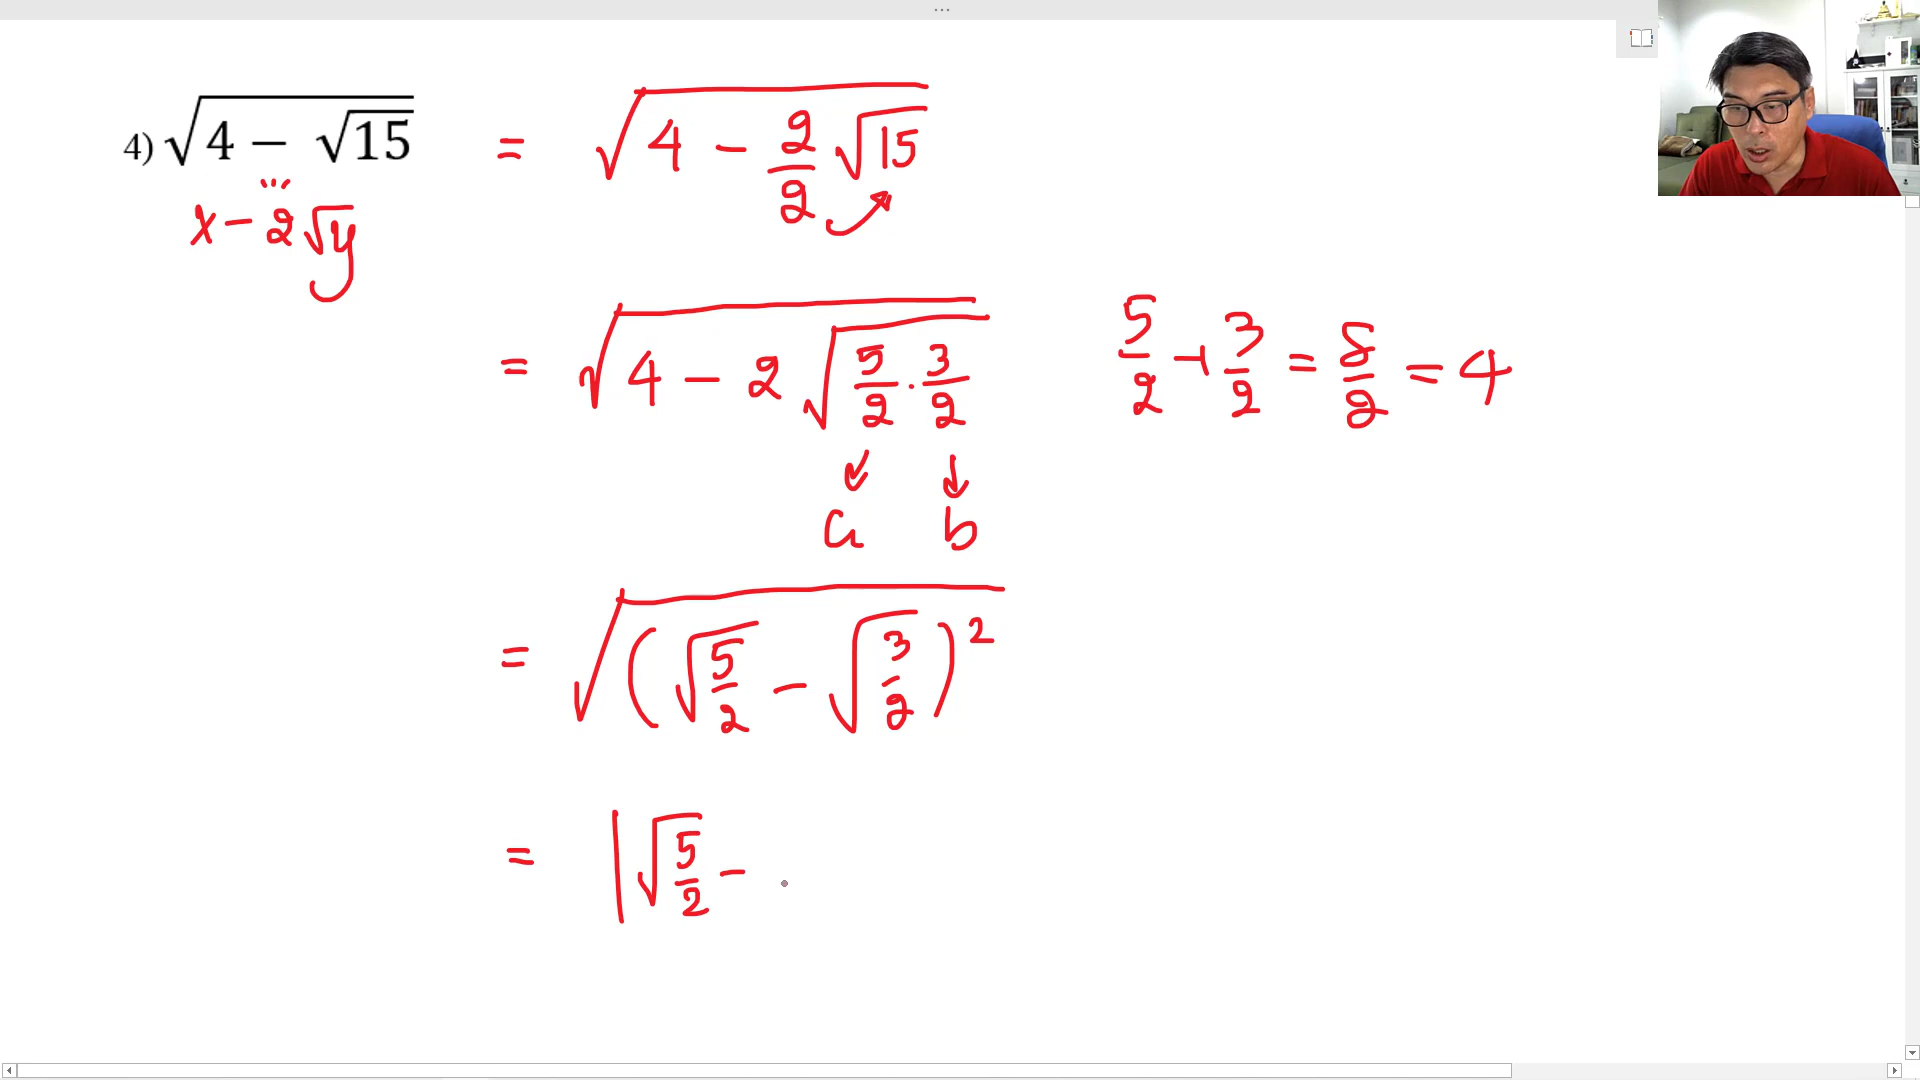 4) √(4 − √15) = √(4 − 2/2 √15)
x − 2√y
= √(4 − 2√(5/2 · 3/2))
5/2 + 3/2 = 8/2 = 4
a b
= √((√(5/2) − √(3/2))²)
= |√(5/2) −